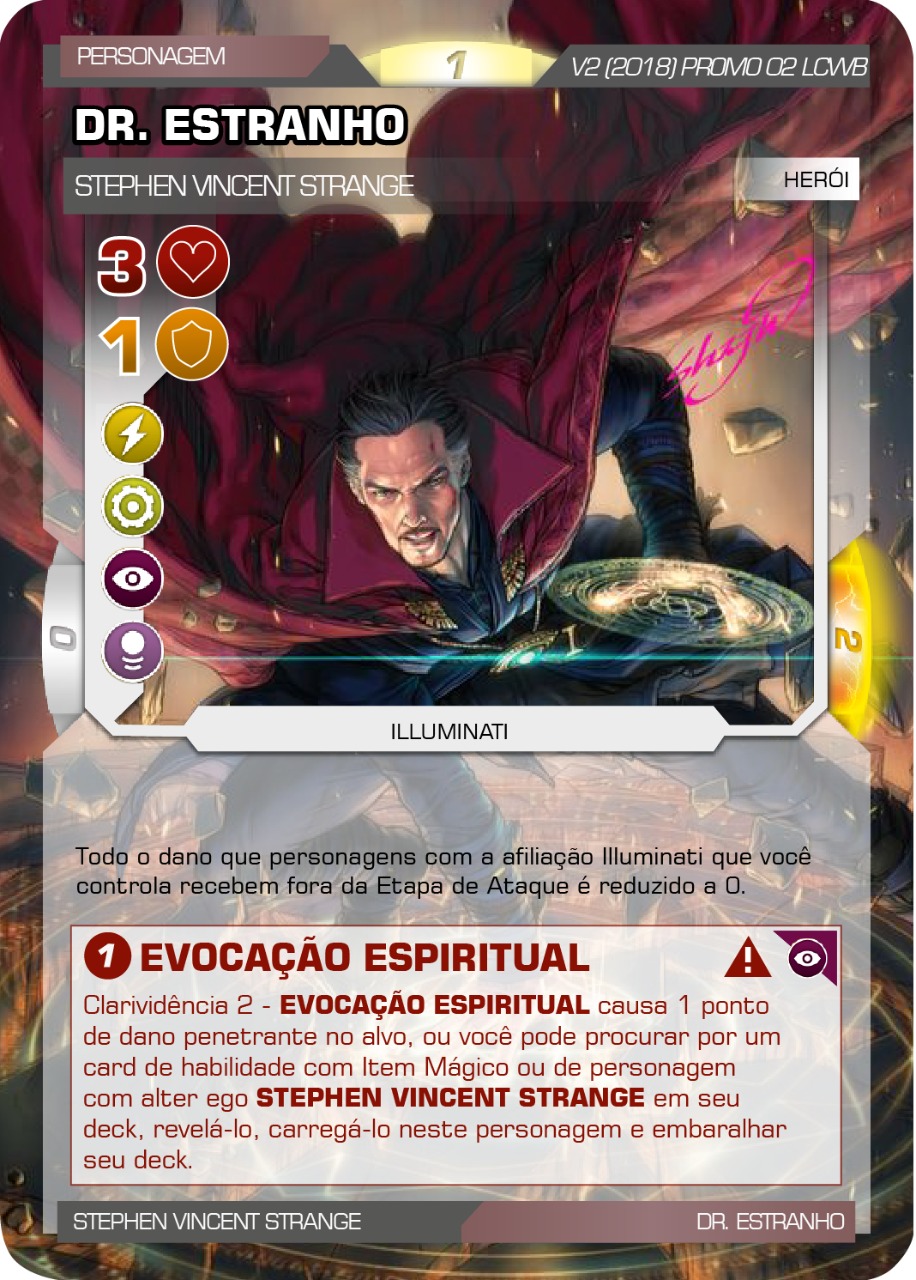 PERSONAGEM
1
V2 (2018) PROMO 02 LCWB
DR. ESTRANHO
STEPHEN VINCENT STRANGE
HERÓI
3
1
0
2
ILLUMINATI
Todo o dano que personagens com a afiliação Illuminati que você
controla recebem fora da Etapa de Ataque é reduzido a 0.
1 EVOCAÇÃO ESPIRITUAL
Clarividência 2 - EVOCAÇÃO ESPIRITUAL causa 1 ponto
de dano penetrante no alvo, ou você pode procurar por um
card de habilidade com Item Mágico ou de personagem
com alter ego STEPHEN VINCENT STRANGE em seu
deck, revelá-lo, carregá-lo neste personagem e embaralhar
seu deck.
STEPHEN VINCENT STRANGE
DR. ESTRANHO